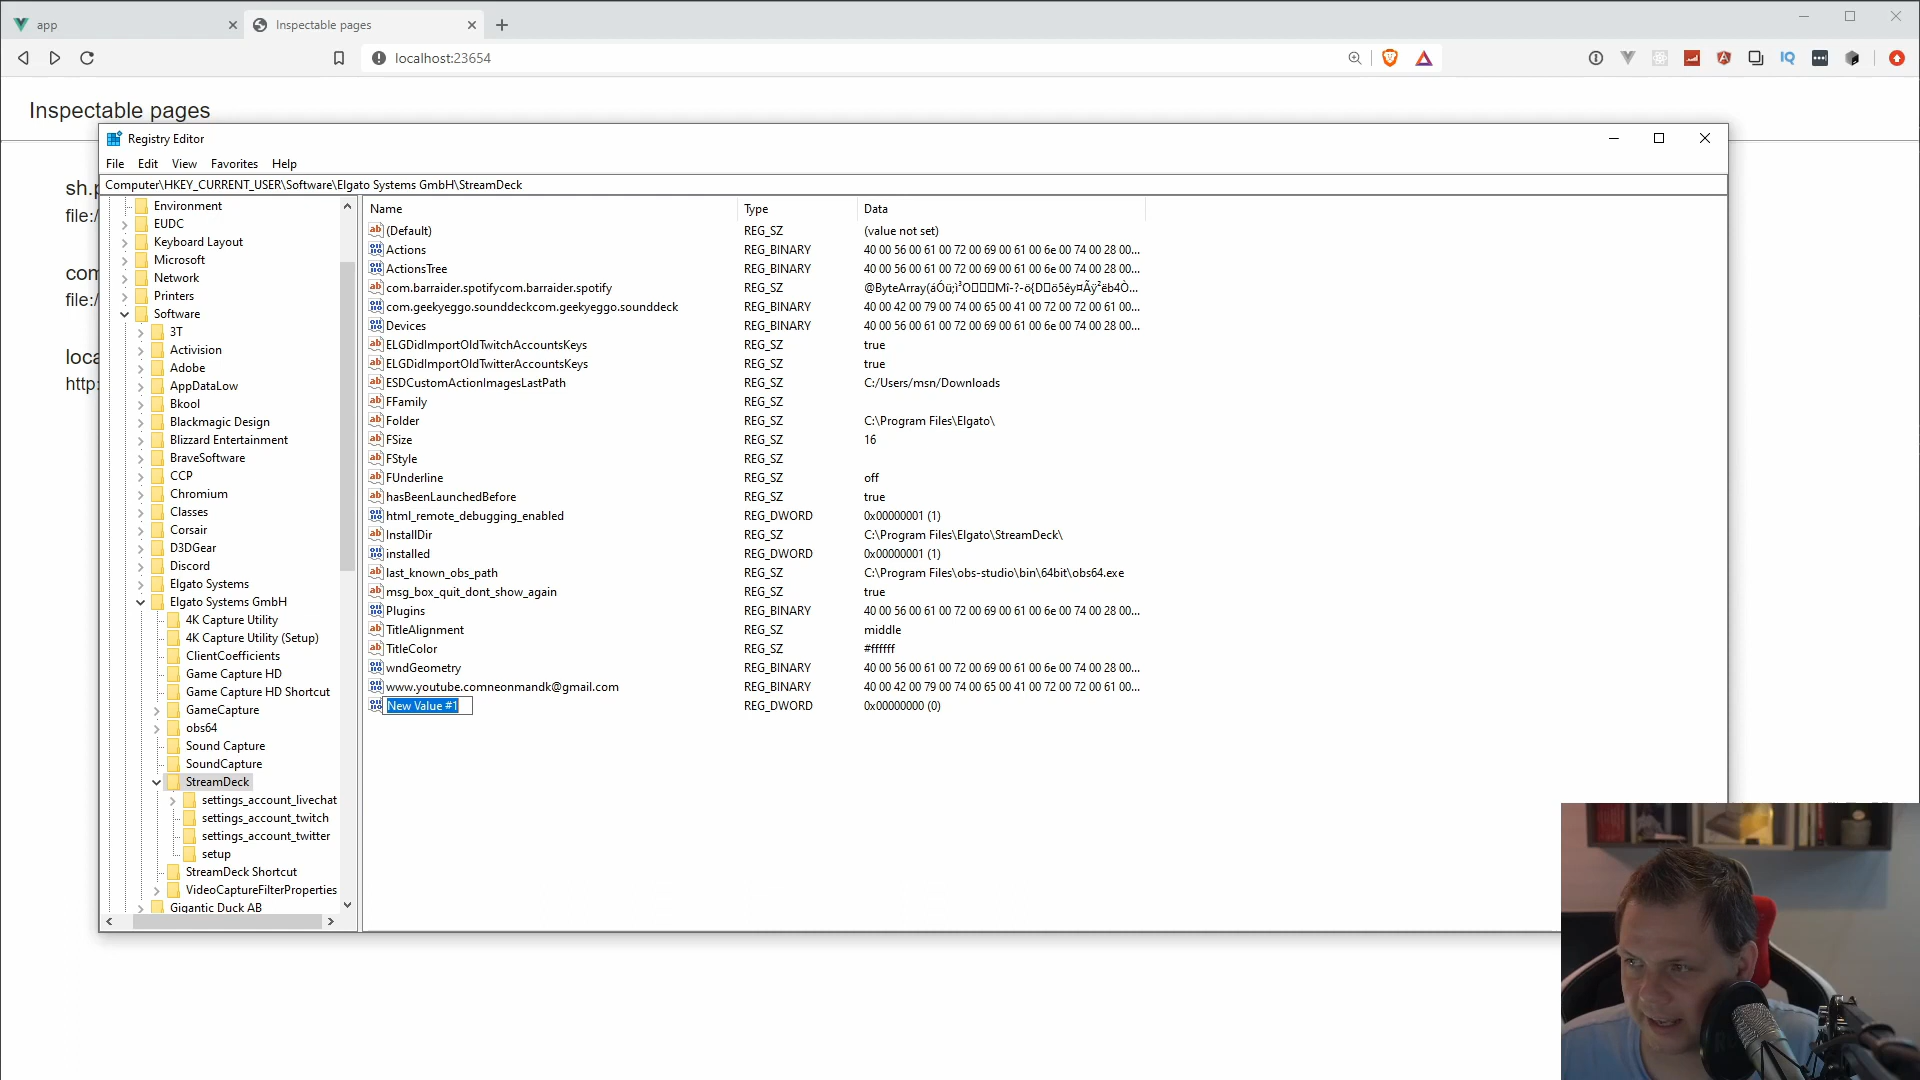 app
Inspectable pages
localhost:23654
IQ
Inspectable pages
sh.p
file:/
com
file:/
loca
http:
Registry Editor
File Edit View Favorites Help
Computer\HKEY_CURRENT_USER\Software\Elgato Systems GmbH\StreamDeck
Environment
EUDC
Keyboard Layout
Microsoft
Network
Printers
Software
3T
Activision
Adobe
AppDataLow
Bkool
Blackmagic Design
Blizzard Entertainment
BraveSoftware
CCP
Chromium
Classes
Corsair
D3DGear
Discord
Elgato Systems
Elgato Systems GmbH
4K Capture Utility
4K Capture Utility (Setup)
ClientCoefficients
Game Capture HD
Game Capture HD Shortcut
GameCapture
obs64
Sound Capture
SoundCapture
StreamDeck
settings_account_livechat
settings_account_twitch
settings_account_twitter
setup
StreamDeck Shortcut
VideoCaptureFilterProperties
Gigantic Duck AB
Name Type Data
(Default) REG_SZ (value not set)
Actions REG_BINARY 40 00 56 00 61 00 72 00 69 00 61 00 6e 00 74 00 28 00...
ActionsTree REG_BINARY 40 00 56 00 61 00 72 00 69 00 61 00 6e 00 74 00 28 00...
com.barraider.spotifycom.barraider.spotify REG_SZ @ByteArray(
com.geekyeggo.sounddeckcom.geekyeggo.sounddeck REG_BINARY 40 00 42 00 79 00 74 00 65 00 41 00 72 00 72 00 61 00...
Devices REG_BINARY 40 00 56 00 61 00 72 00 69 00 61 00 6e 00 74 00 28 00...
ELGDidImportOldTwitchAccountsKeys REG_SZ true
ELGDidImportOldTwitterAccountsKeys REG_SZ true
ESDCustomActionImagesLastPath REG_SZ C:/Users/msn/Downloads
FFamily REG_SZ
Folder REG_SZ C:\Program Files\Elgato\
FSize REG_SZ 16
FStyle REG_SZ
FUnderline REG_SZ off
hasBeenLaunchedBefore REG_SZ true
html_remote_debugging_enabled REG_DWORD 0x00000001 (1)
InstallDir REG_SZ C:\Program Files\Elgato\StreamDeck\
installed REG_DWORD 0x00000001 (1)
last_known_obs_path REG_SZ C:\Program Files\obs-studio\bin\64bit\obs64.exe
msg_box_quit_dont_show_again REG_SZ true
Plugins REG_BINARY 40 00 56 00 61 00 72 00 69 00 61 00 6e 00 74 00 28 00...
TitleAlignment REG_SZ middle
TitleColor REG_SZ #ffffff
wndGeometry REG_BINARY 40 00 56 00 61 00 72 00 69 00 61 00 6e 00 74 00 28 00...
www.youtube.comneonmandk@gmail.com REG_BINARY 40 00 42 00 79 00 74 00 65 00 41 00 72 00 72 00 61 00...
New Value #1 REG_DWORD 0x00000000 (0)